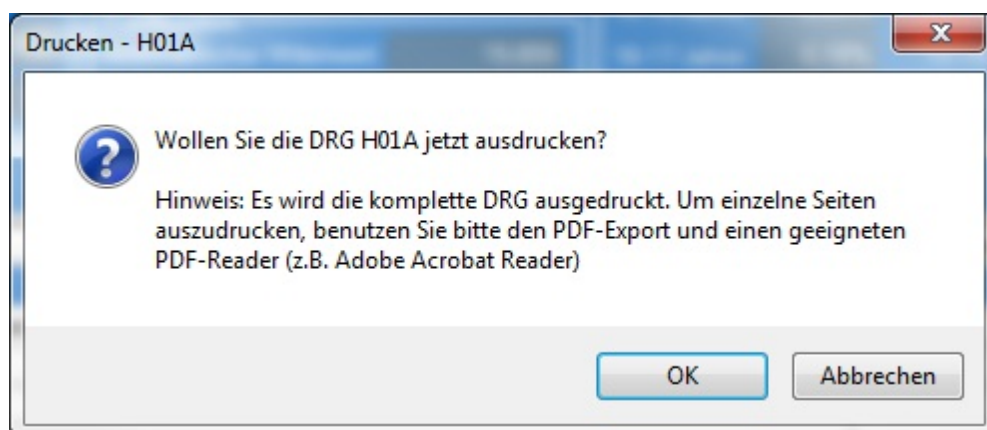 Drucken - H01A
Wollen Sie die DRG H01A jetzt ausdrucken?
Hinweis: Es wird die komplette DRG ausgedruckt. Um einzelne Seiten
auszudrucken, benutzen Sie bitte den PDF-Export und einen geeigneten
PDF-Reader (z.B. Adobe Acrobat Reader)
OK
Abbrechen